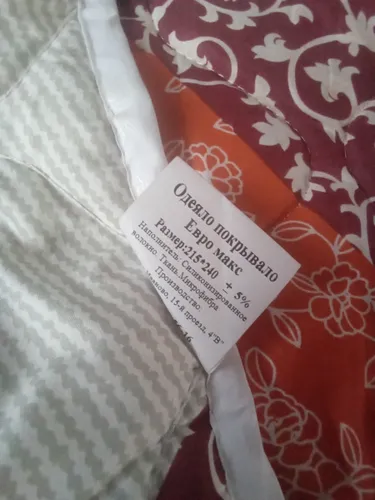 Одеяло покрывало
Евро макс
Размер:215*240 ± 5%
Наполнитель: Силиконизированное
волокно. Ткань.Микрофибра
Производство:
15-й проезд, 4"В"